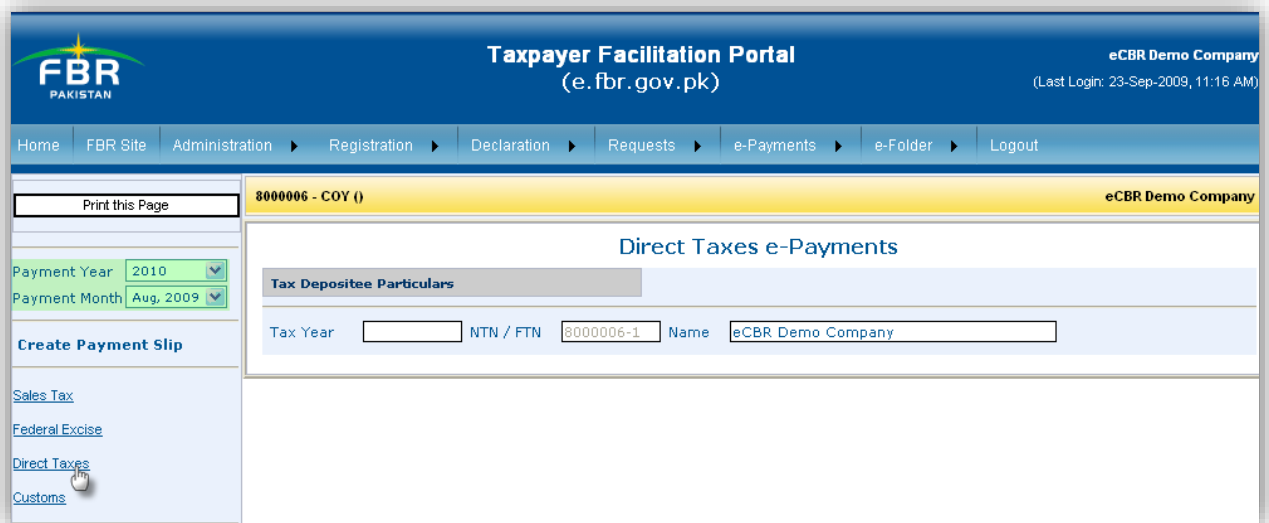 FBR
PAKISTAN
Taxpayer Facilitation Portal
(e.fbr.gov.pk)
eCBR Demo Company
(Last Login: 23-Sep-2009, 11:16 AM)
Home FBR Site Administration Registration Declaration Requests e-Payments e-Folder Logout
Print this Page
8000006 - COY () eCBR Demo Company
Direct Taxes e-Payments
Payment Year 2010
Payment Month Aug, 2009
Tax Depositee Particulars
Tax Year NTN / FTN 8000006-1 Name eCBR Demo Company
Create Payment Slip
Sales Tax
Federal Excise
Direct Taxes
Customs